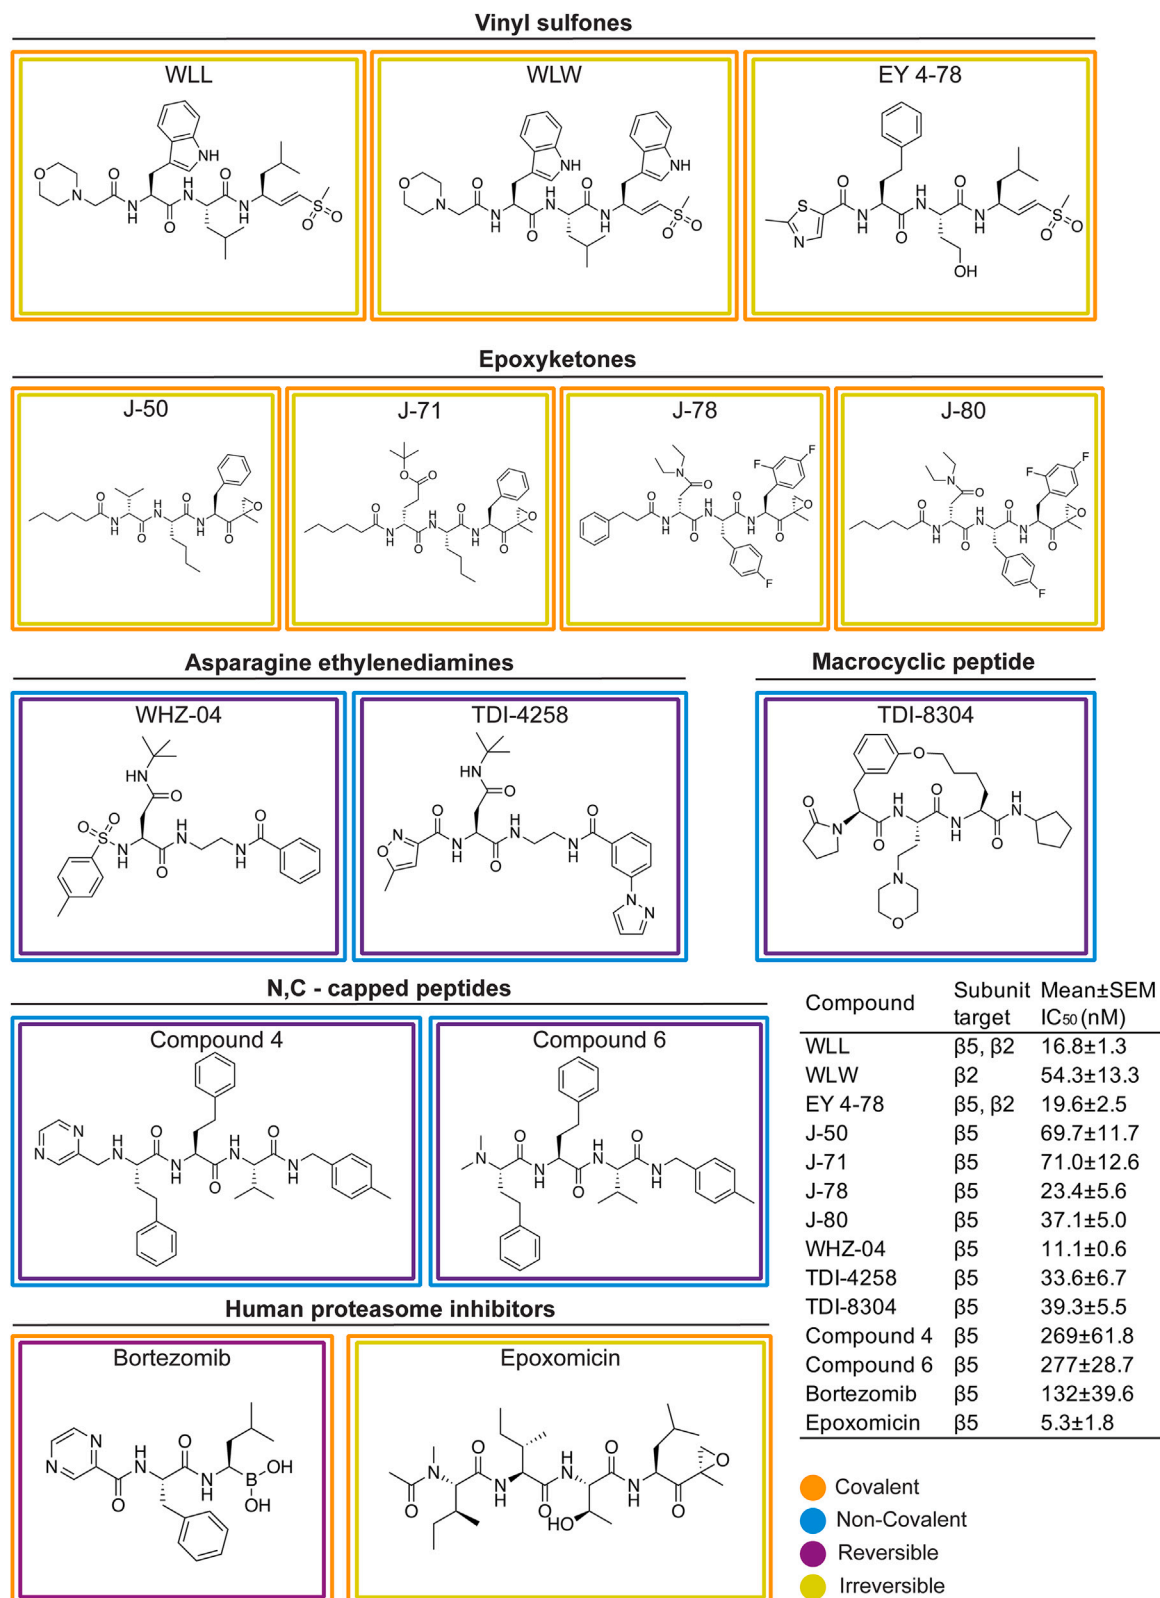 Vinyl sulfones
WLL
WLW
EY 4-78
Epoxyketones
J-50
J-71
J-78
J-80
Asparagine ethylenediamines
Macrocyclic peptide
WHZ-04
TDI-4258
TDI-8304
N,C - capped peptides
Compound 4
Compound 6
Human proteasome inhibitors
Bortezomib
Epoxomicin
Compound Subunit target Mean±SEM IC50 (nM)
WLL β5, β2 16.8±1.3
WLW β2 54.3±13.3
EY 4-78 β5, β2 19.6±2.5
J-50 β5 69.7±11.7
J-71 β5 71.0±12.6
J-78 β5 23.4±5.6
J-80 β5 37.1±5.0
WHZ-04 β5 11.1±0.6
TDI-4258 β5 33.6±6.7
TDI-8304 β5 39.3±5.5
Compound 4 β5 269±61.8
Compound 6 β5 277±28.7
Bortezomib β5 132±39.6
Epoxomicin β5 5.3±1.8
Covalent
Non-Covalent
Reversible
Irreversible